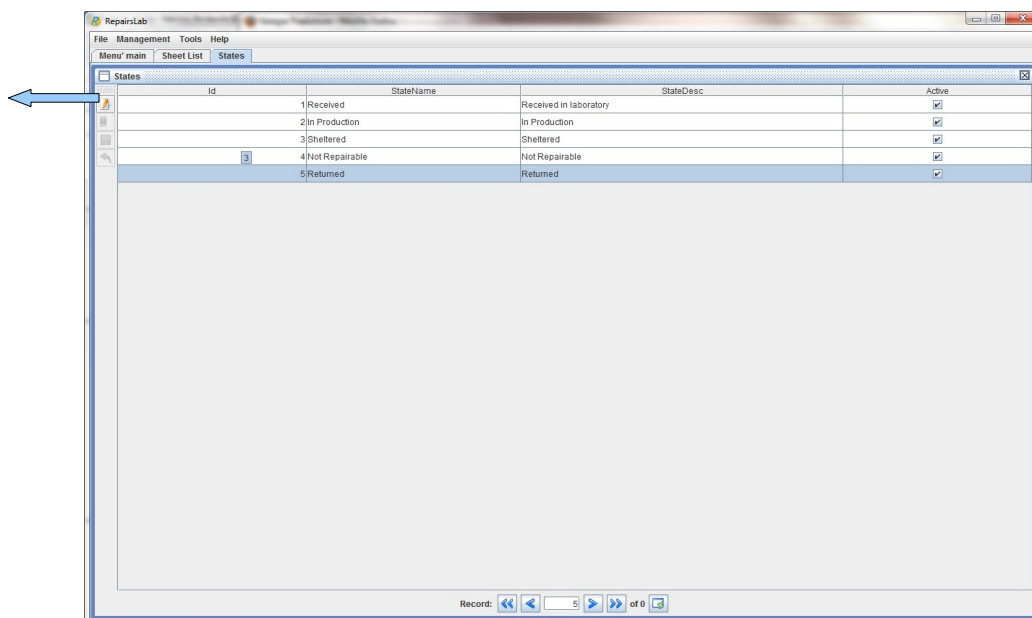 RepairsLab
File Management Tools Help
Menu' main Sheet List States
States
Id StateName StateDesc Active
1 Received Received in laboratory
2 In Production In Production
3 Sheltered Sheltered
3 4 Not Repairable Not Repairable
5 Returned Returned
Record: 5 of 0